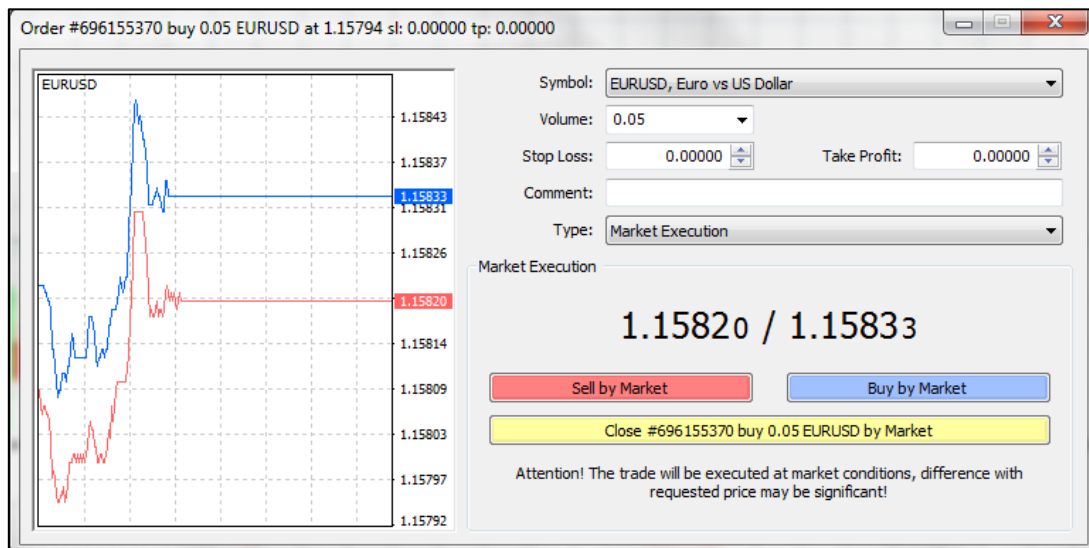 Order #696155370 buy 0.05 EURUSD at 1.15794 sl: 0.00000 tp: 0.00000
EURUSD
1.15843
1.15837
1.15833
1.15831
1.15826
1.15820
1.15814
1.15809
1.15803
1.15797
1.15792
Symbol: EURUSD, Euro vs US Dollar
Volume: 0.05
Stop Loss: 0.00000 Take Profit: 0.00000
Comment:
Type: Market Execution
Market Execution
1.15820 / 1.15833
Sell by Market Buy by Market
Close #696155370 buy 0.05 EURUSD by Market
Attention! The trade will be executed at market conditions, difference with
requested price may be significant!